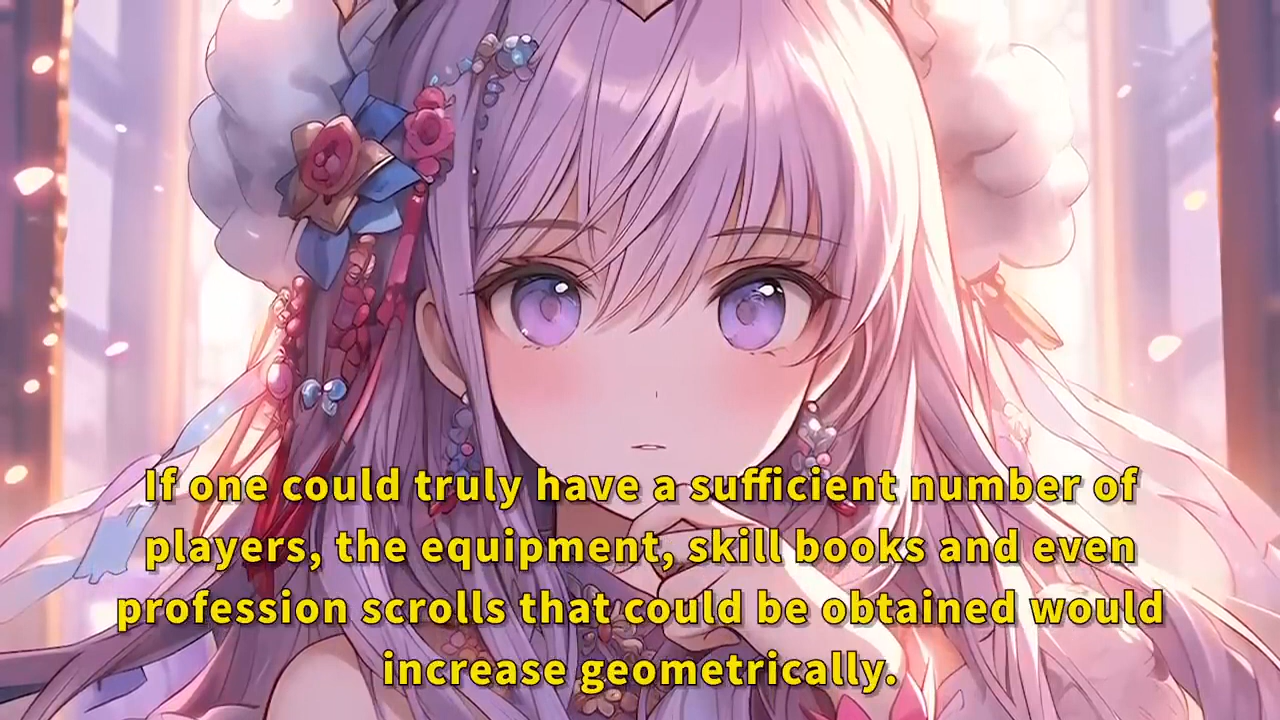 If one could truly have a sufficient number of
players, the equipment, skill books and even
profession scrolls that could be obtained would
increase geometrically.